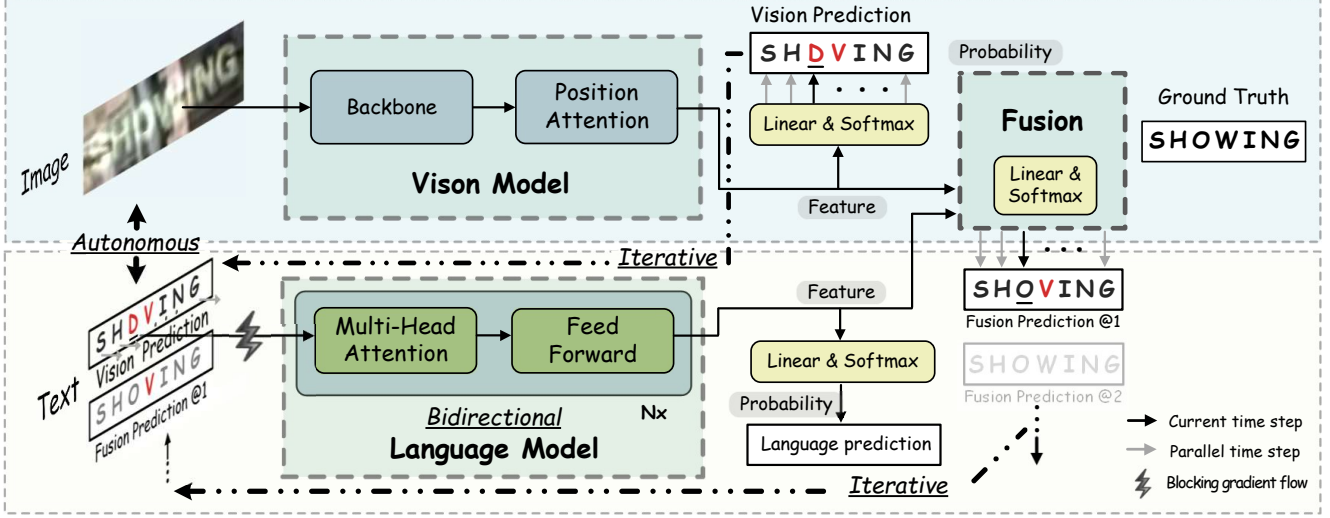 Vision Prediction
SHDVING
Probability
Image
SHOWING
Backbone
Position
Attention
Vison Model
Linear & Softmax
Feature
Fusion
Linear &
Softmax
Ground Truth
SHOWING
Autonomous
Iterative
SHOVING
Fusion Prediction @1
SHOWING
Fusion Prediction @2
Text
SHDVING
Vision Prediction
SHOVING
Fusion Prediction @1
Multi-Head
Attention
Feed
Forward
Bidirectional
Nx
Language Model
Feature
Linear & Softmax
Probability
Language prediction
Iterative
Current time step
Parallel time step
Blocking gradient flow